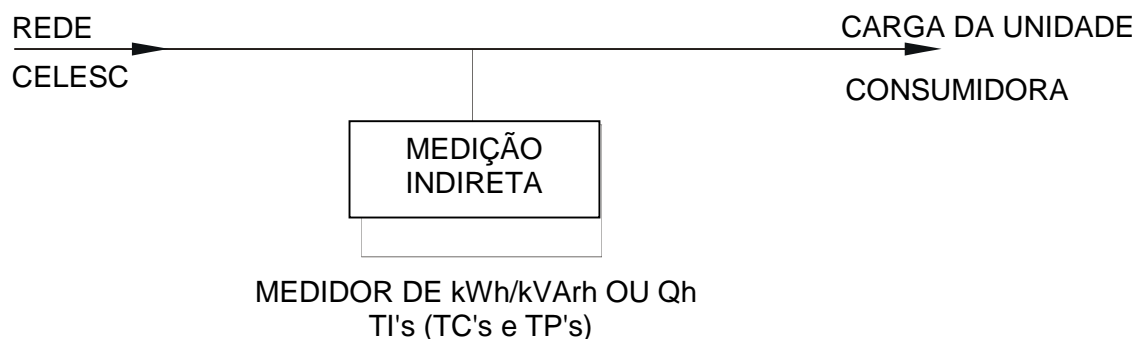 REDE
CELESC
CARGA DA UNIDADE
CONSUMIDORA
MEDIÇÃO
INDIRETA
MEDIDOR DE kWh/kVArh OU Qh
TI's (TC's e TP's)